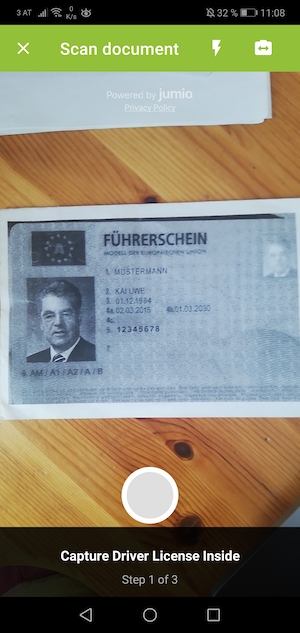 3 AT
0
K/s
32 %
11:08
Scan document
Powered by jumio
Privacy Policy
FÜHRERSCHEIN
MODELL DER EUROPÄISCHEN UNION
1. MUSTERMANN
2. KAI UWE
3. 01.12.1984
4a. 02.03.2015 4b. 01.03.2030
4c.
5. 12345678
7.
9. AM / A1 / A2 / A / B
Capture Driver License Inside
Step 1 of 3